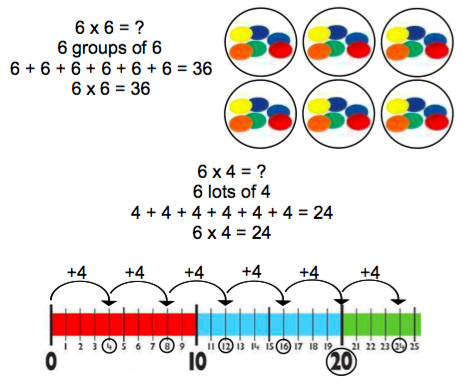 6 x 6 = ?
6 groups of 6
6 + 6 + 6 + 6 + 6 + 6 = 36
6 x 6 = 36
6 x 4 = ?
6 lots of 4
4 + 4 + 4 + 4 + 4 + 4 = 24
6 x 4 = 24
+4 +4 +4 +4 +4 +4
0 1 2 3 4 5 6 7 8 9 10 11 12 13 14 15 16 17 18 19 20 21 22 23 24 25